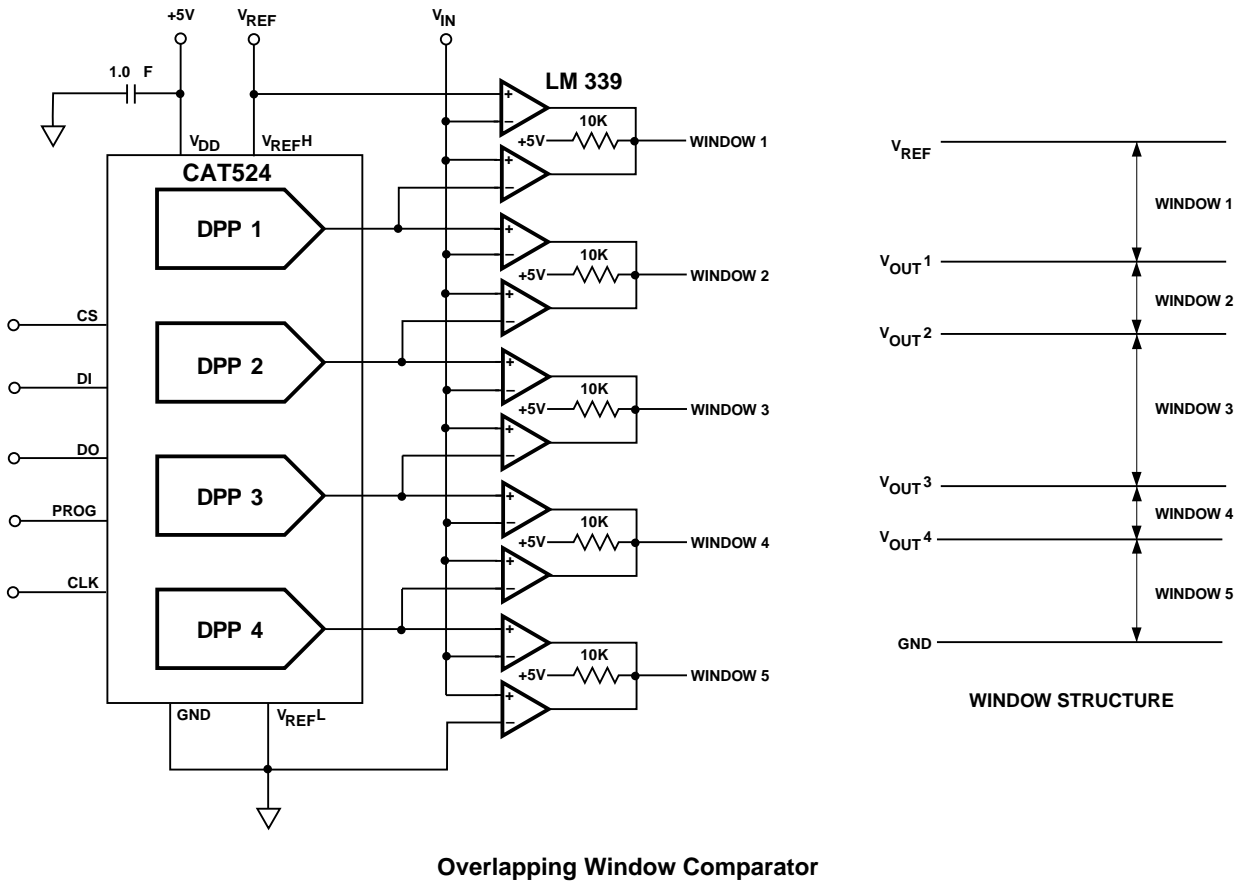 +5V
VREF
VIN
1.0 F
LM 339
VDD
VREFH
CAT524
+
–
10K
+5V
WINDOW 1
+
–
DPP 1
+
–
10K
+5V
WINDOW 2
+
–
CS
DPP 2
+
–
DI
10K
+5V
WINDOW 3
+
–
DO
DPP 3
+
–
PROG
10K
+5V
WINDOW 4
+
–
CLK
DPP 4
+
–
10K
+5V
WINDOW 5
+
–
GND
VREFL
VREF
WINDOW 1
VOUT1
WINDOW 2
VOUT2
WINDOW 3
VOUT3
WINDOW 4
VOUT4
WINDOW 5
GND
WINDOW STRUCTURE
Overlapping Window Comparator